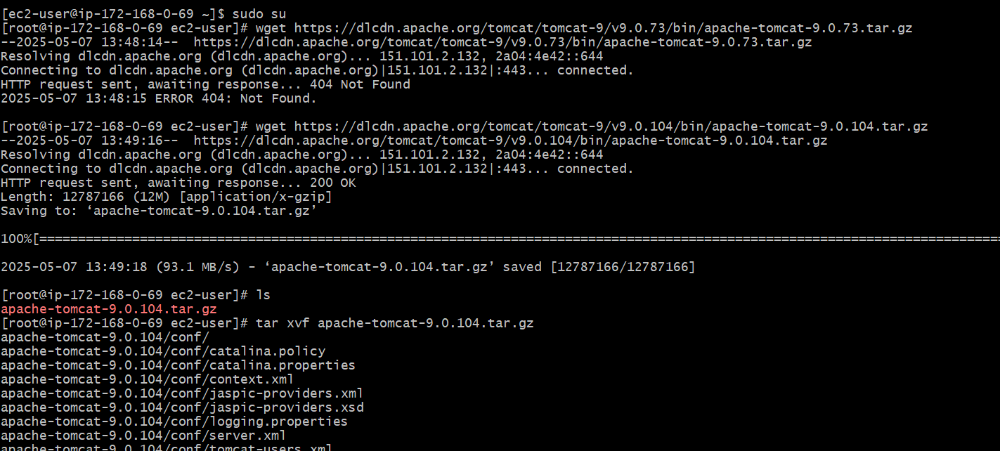 [ec2-user@ip-172-168-0-69 ~]$ sudo su
[root@ip-172-168-0-69 ec2-user]# wget https://dlcdn.apache.org/tomcat/tomcat-9/v9.0.73/bin/apache-tomcat-9.0.73.tar.gz
--2025-05-07 13:48:14--  https://dlcdn.apache.org/tomcat/tomcat-9/v9.0.73/bin/apache-tomcat-9.0.73.tar.gz
Resolving dlcdn.apache.org (dlcdn.apache.org)... 151.101.2.132, 2a04:4e42::644
Connecting to dlcdn.apache.org (dlcdn.apache.org)|151.101.2.132|:443... connected.
HTTP request sent, awaiting response... 404 Not Found
2025-05-07 13:48:15 ERROR 404: Not Found.
[root@ip-172-168-0-69 ec2-user]# wget https://dlcdn.apache.org/tomcat/tomcat-9/v9.0.104/bin/apache-tomcat-9.0.104.tar.gz
--2025-05-07 13:49:16--  https://dlcdn.apache.org/tomcat/tomcat-9/v9.0.104/bin/apache-tomcat-9.0.104.tar.gz
Resolving dlcdn.apache.org (dlcdn.apache.org)... 151.101.2.132, 2a04:4e42::644
Connecting to dlcdn.apache.org (dlcdn.apache.org)|151.101.2.132|:443... connected.
HTTP request sent, awaiting response... 200 OK
Length: 12787166 (12M) [application/x-gzip]
Saving to: ‘apache-tomcat-9.0.104.tar.gz’
100%[=============================================================================================================================
2025-05-07 13:49:18 (93.1 MB/s) - ‘apache-tomcat-9.0.104.tar.gz’ saved [12787166/12787166]
[root@ip-172-168-0-69 ec2-user]# ls
apache-tomcat-9.0.104.tar.gz
[root@ip-172-168-0-69 ec2-user]# tar xvf apache-tomcat-9.0.104.tar.gz
apache-tomcat-9.0.104/conf/
apache-tomcat-9.0.104/conf/catalina.policy
apache-tomcat-9.0.104/conf/catalina.properties
apache-tomcat-9.0.104/conf/context.xml
apache-tomcat-9.0.104/conf/jaspic-providers.xml
apache-tomcat-9.0.104/conf/jaspic-providers.xsd
apache-tomcat-9.0.104/conf/logging.properties
apache-tomcat-9.0.104/conf/server.xml
apache-tomcat-9.0.104/conf/tomcat-users.xml